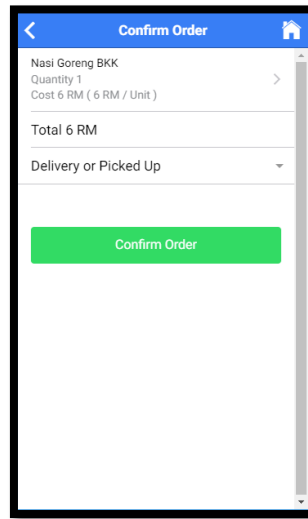 Confirm Order
Nasi Goreng BKK
Quantity 1
Cost 6 RM ( 6 RM / Unit )
Total 6 RM
Delivery or Picked Up
Confirm Order